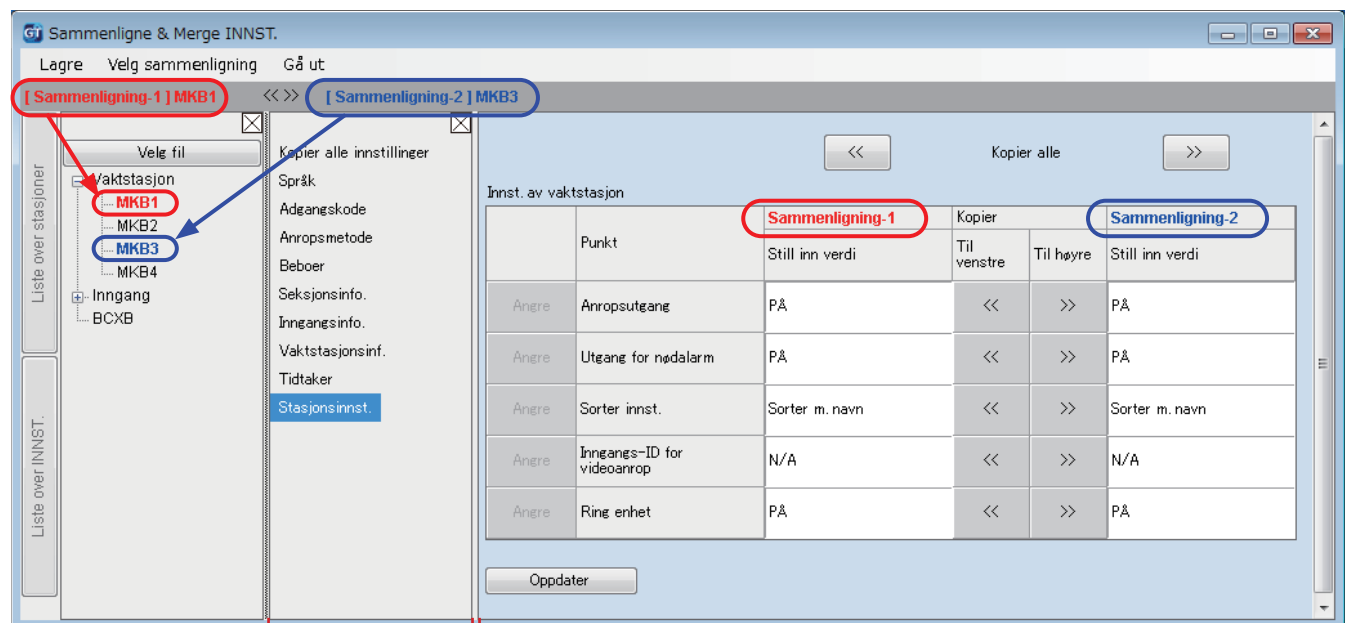 Sammenligne & Merge INNST.
Lagre Velg sammenligning Gå ut
[ Sammenligning-1 ] MKB1 << >> [ Sammenligning-2 ] MKB3
Liste over stasjoner
Liste over INNST.
Velg fil
Vaktstasjon
MKB1
MKB2
MKB3
MKB4
Inngang
BCXB
Kopier alle innstillinger
Språk
Adgangskode
Anropsmetode
Beboer
Seksjonsinfo.
Inngangsinfo.
Vaktstasjonsinf.
Tidtaker
Stasjonsinnst.
<< Kopier alle >>
Innst. av vaktstasjon
Sammenligning-1 Kopier Sammenligning-2
Punkt Still inn verdi Til venstre Til høyre Still inn verdi
Angre Anropsutgang PÅ << >> PÅ
Angre Utgang for nødalarm PÅ << >> PÅ
Angre Sorter innst. Sorter m. navn << >> Sorter m. navn
Angre Inngangs-ID for videoanrop N/A << >> N/A
Angre Ring enhet PÅ << >> PÅ
Oppdater